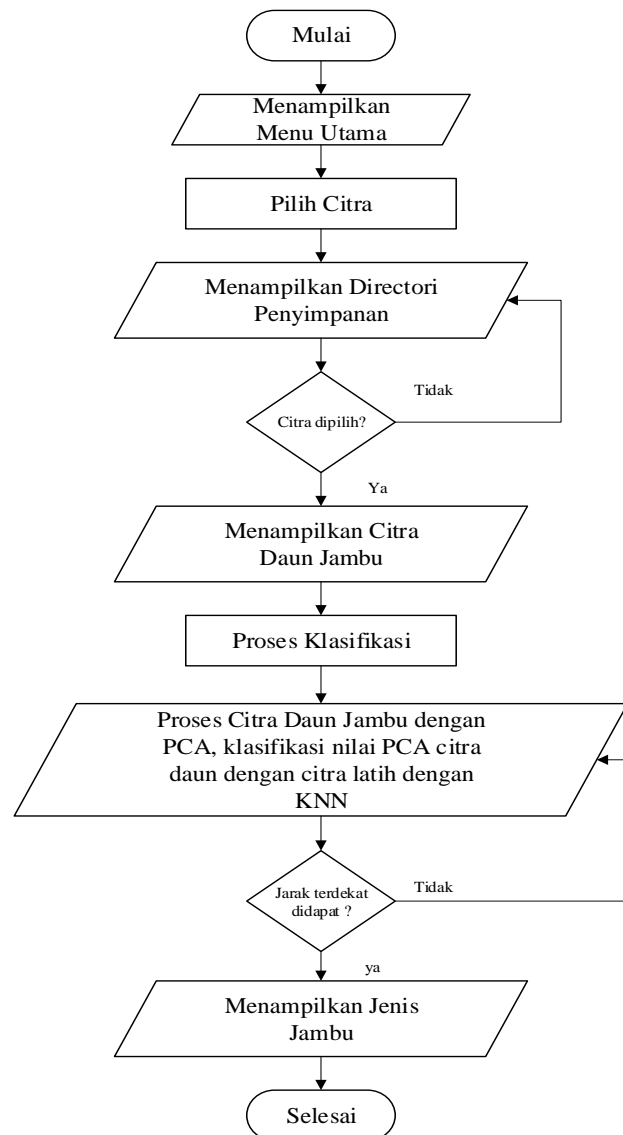 Mulai
Menampilkan
Menu Utama
Pilih Citra
Menampilkan Directori
Penyimpanan
Tidak
Citra dipilih?
Ya
Menampilkan Citra
Daun Jambu
Proses Klasifikasi
Proses Citra Daun Jambu dengan
PCA, klasifikasi nilai PCA citra
daun dengan citra latih dengan
KNN
Tidak
Jarak terdekat
didapat ?
ya
Menampilkan Jenis
Jambu
Selesai